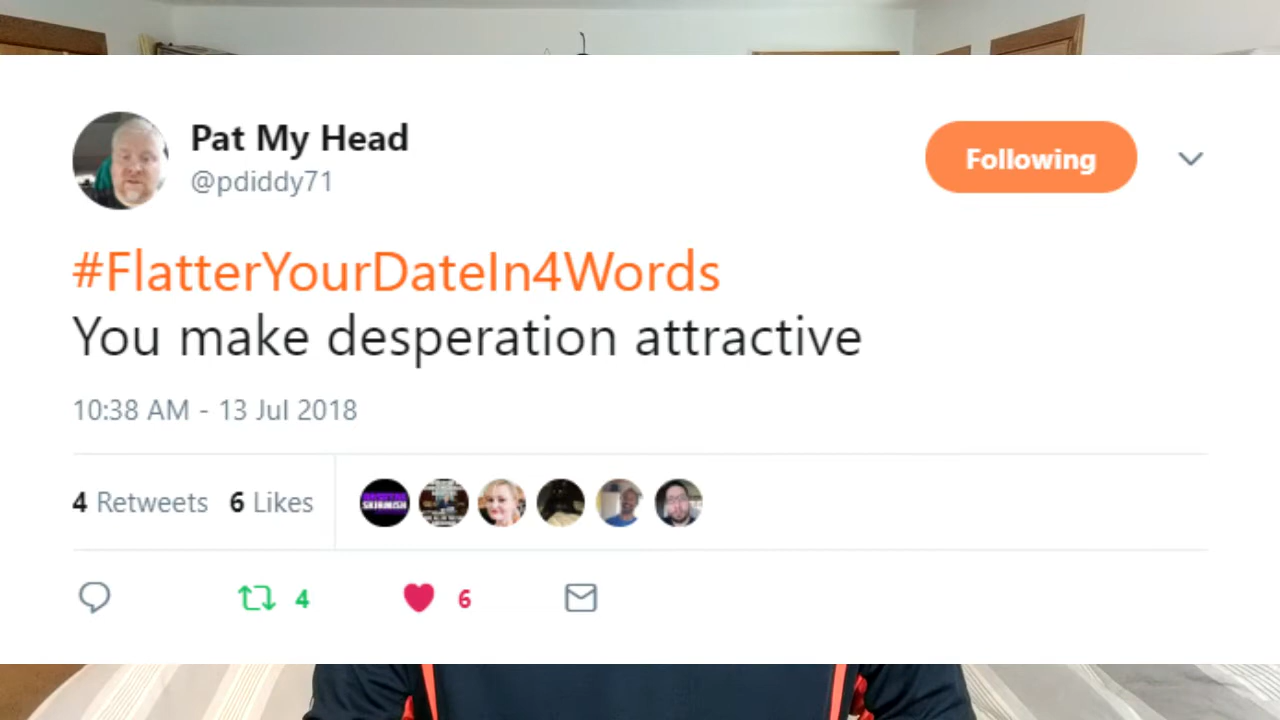 Pat My Head
@pdiddy71
Following
#FlatterYourDateIn4Words
You make desperation attractive
10:38 AM - 13 Jul 2018
4 Retweets 6 Likes
SKIRMISH
4 6